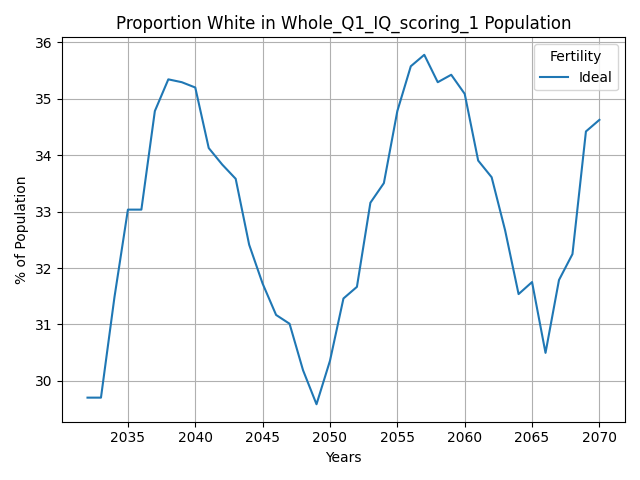 Proportion White in Whole_Q1_IQ_scoring_1 Population
36
35
34
33
32
31
30
% of Population
Fertility
Ideal
2035 2040 2045 2050 2055 2060 2065 2070
Years